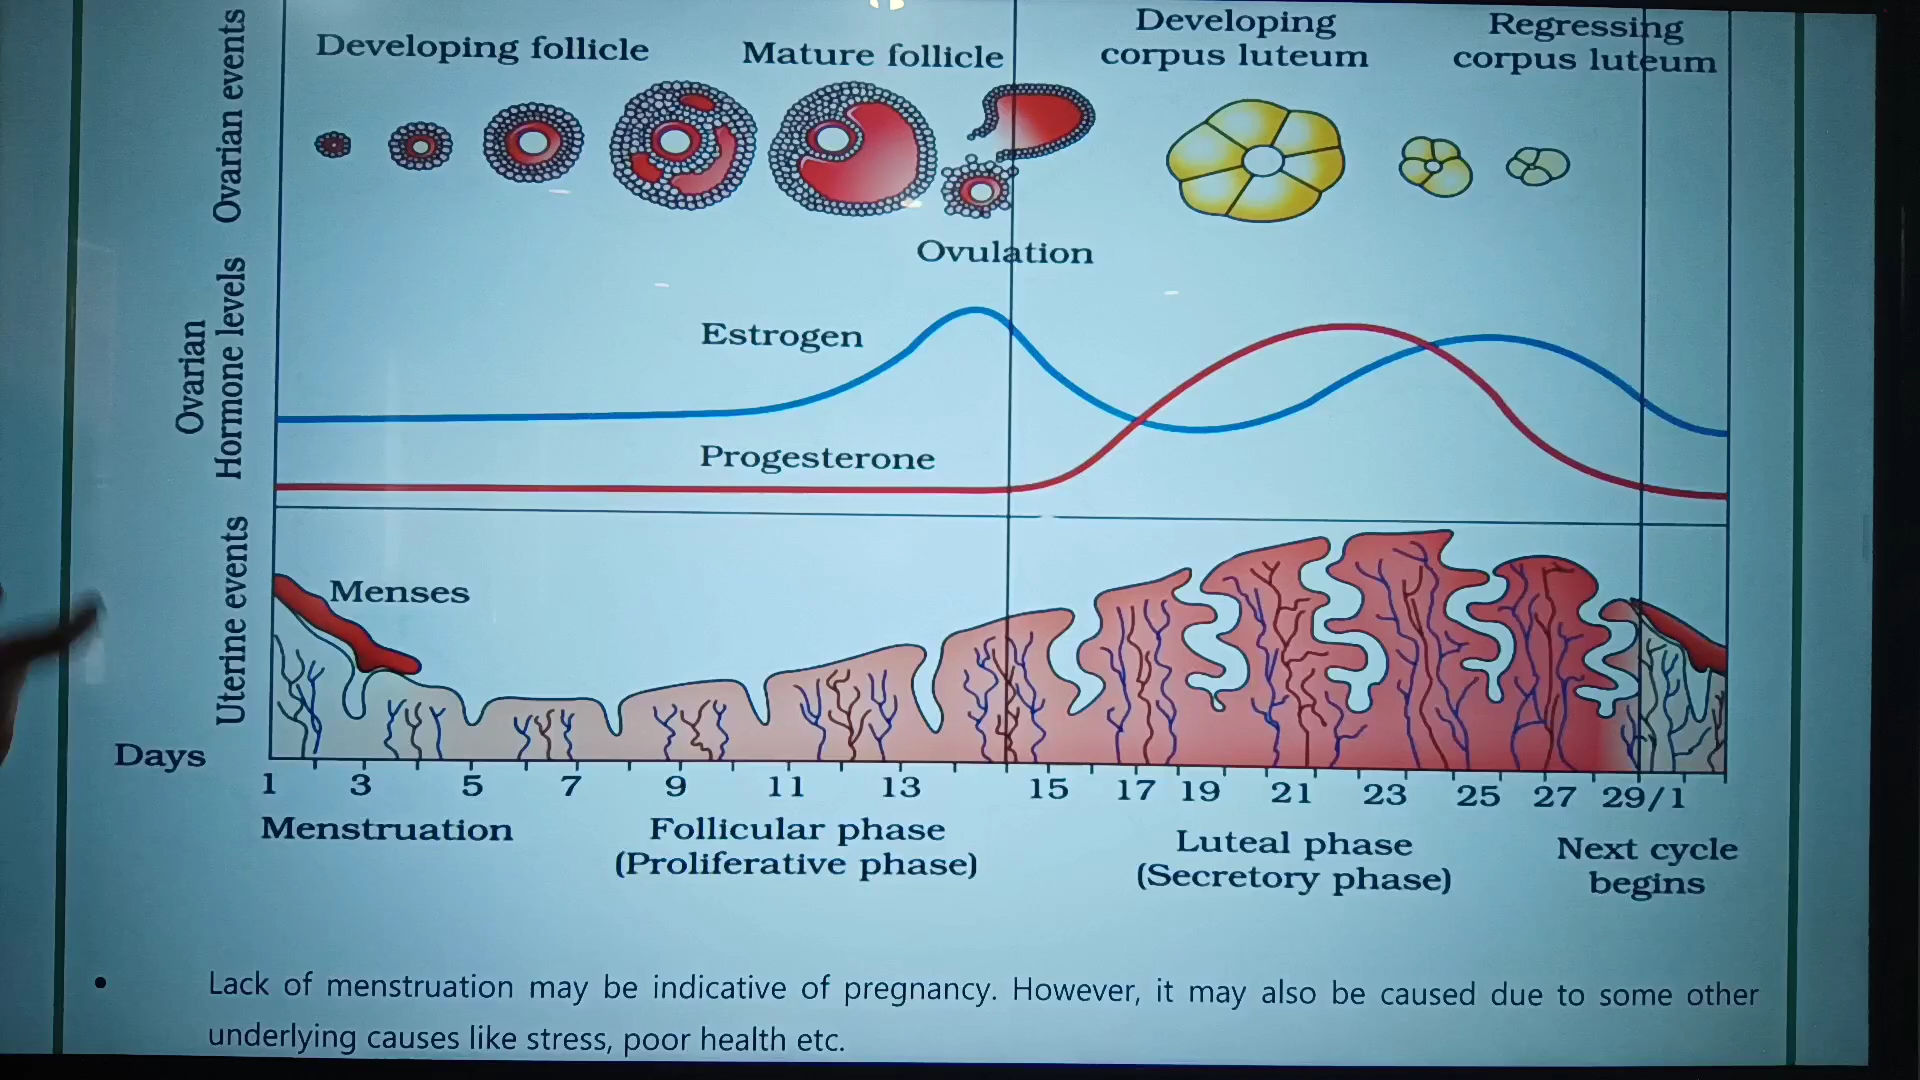 Developing follicle
Mature follicle
Developing
corpus luteum
Regressing
corpus luteum
Ovarian events
Ovulation
Ovarian
Hormone levels
Estrogen
Progesterone
Uterine events
Menses
Days
1 3 5 7 9 11 13 15 17 19 21 23 25 27 29/1
Menstruation
Follicular phase
(Proliferative phase)
Luteal phase
(Secretory phase)
Next cycle
begins
• Lack of menstruation may be indicative of pregnancy. However, it may also be caused due to some other
underlying causes like stress, poor health etc.